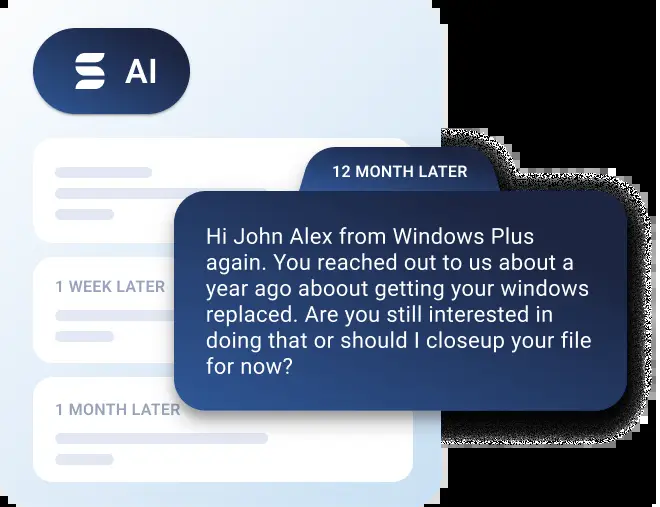 AI
12 MONTH LATER
Hi John Alex from Windows Plus
again. You reached out to us about a
year ago aboout getting your windows
replaced. Are you still interested in
doing that or should I closeup your file
for now?
1 WEEK LATER
1 MONTH LATER